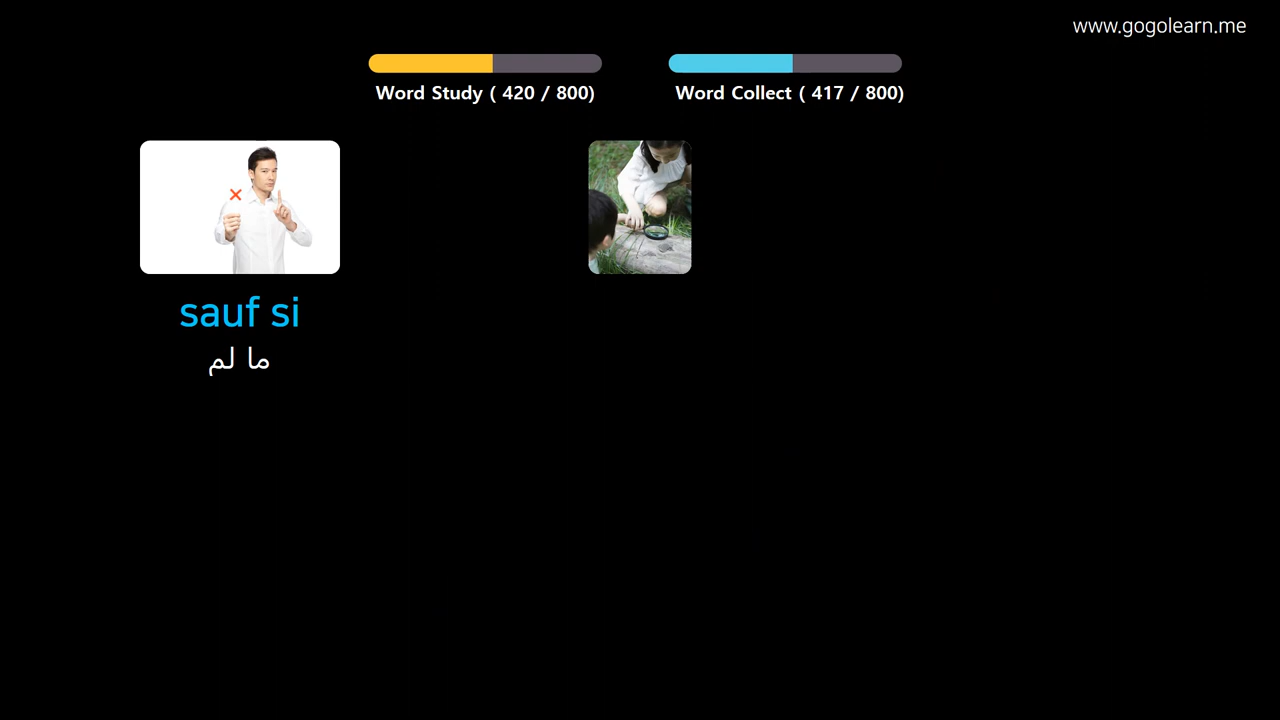 www.gogolearn.me
Word Study ( 420 / 800)
Word Collect ( 417 / 800)
sauf si
ما لم